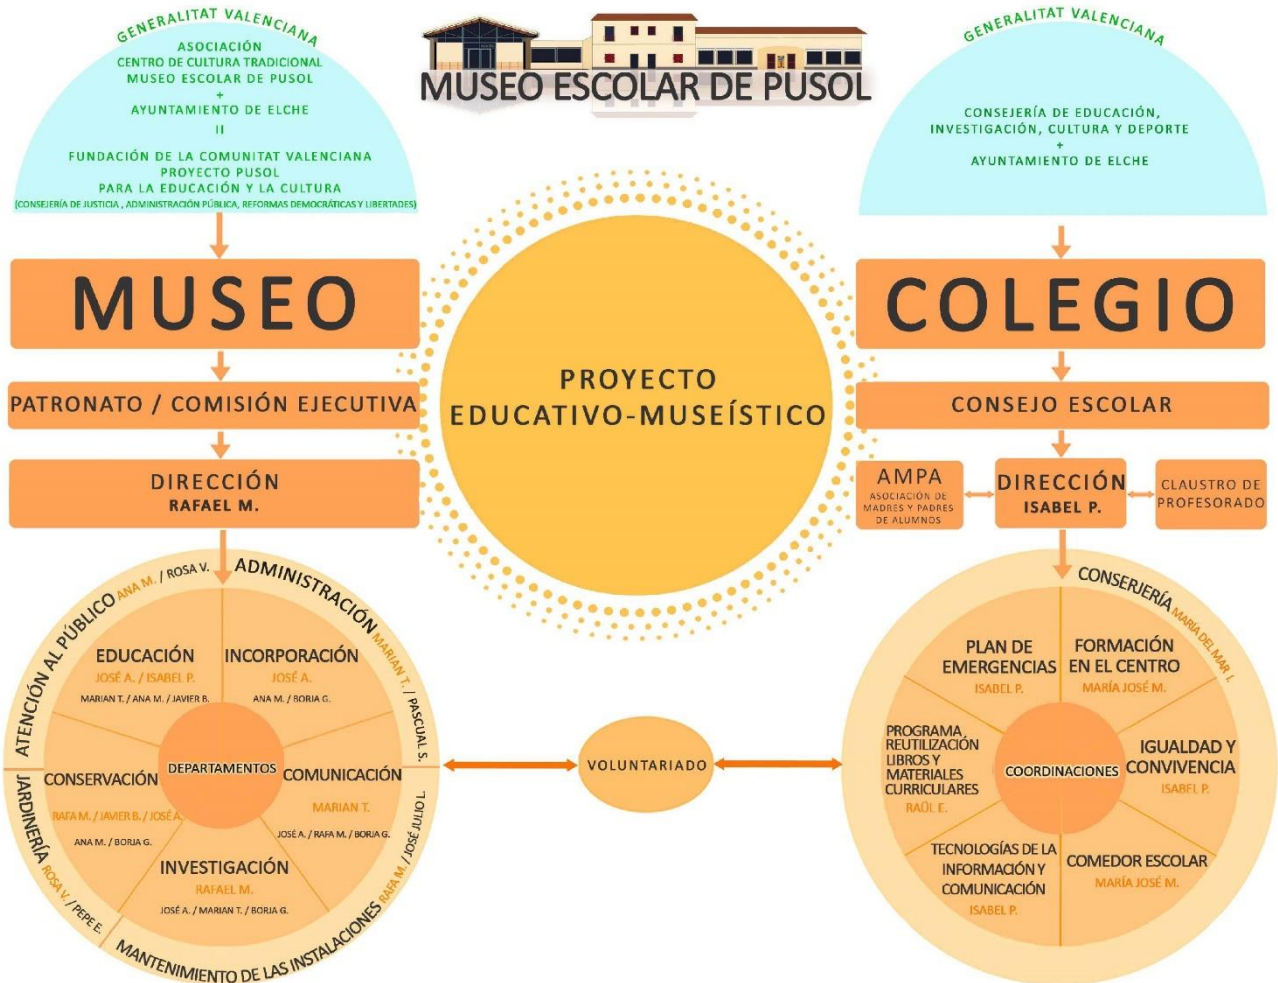 GENERALITAT VALENCIANA
ASOCIACIÓN
CENTRO DE CULTURA TRADICIONAL
MUSEO ESCOLAR DE PUSOL
+
AYUNTAMIENTO DE ELCHE
II
FUNDACIÓN DE LA COMUNITAT VALENCIANA
PROYECTO PUSOL
PARA LA EDUCACIÓN Y LA CULTURA
(CONSEJERÍA DE JUSTICIA , ADMINISTRACIÓN PÚBLICA, REFORMAS DEMOCRÁTICAS Y LIBERTADES)
MUSEO
PATRONATO / COMISIÓN EJECUTIVA
DIRECCIÓN
RAFAEL M.
ATENCIÓN AL PÚBLICO ANA M. / ROSA V.
ADMINISTRACIÓN MARIAN T. / PASCUAL S.
JARDINERÍA ROSA V. / PEPE E.
MANTENIMIENTO DE LAS INSTALACIONES RAFA M. / JOSÉ JULIO L.
EDUCACIÓN
JOSÉ A. / ISABEL P.
MARIAN T. / ANA M. / JAVIER B.
INCORPORACIÓN
JOSÉ A.
ANA M. / BORJA G.
CONSERVACIÓN
RAFA M. / JAVIER B. / JOSÉ A.
ANA M. / BORJA G.
DEPARTAMENTOS
COMUNICACIÓN
MARIAN T.
JOSÉ A. / RAFA M. / BORJA G.
INVESTIGACIÓN
RAFAEL M.
JOSÉ A. / MARIAN T. / BORJA G.
MUSEO ESCOLAR DE PUSOL
PROYECTO
EDUCATIVO-MUSEÍSTICO
VOLUNTARIADO
GENERALITAT VALENCIANA
CONSEJERÍA DE EDUCACIÓN,
INVESTIGACIÓN, CULTURA Y DEPORTE
+
AYUNTAMIENTO DE ELCHE
COLEGIO
CONSEJO ESCOLAR
AMPA
ASOCIACIÓN DE
MADRES Y PADRES
DE ALUMNOS
DIRECCIÓN
ISABEL P.
CLAUSTRO DE
PROFESORADO
CONSERJERÍA MARÍA DEL MAR I.
PLAN DE
EMERGENCIAS
ISABEL P.
FORMACIÓN
EN EL CENTRO
MARÍA JOSÉ M.
PROGRAMA
REUTILIZACIÓN
LIBROS Y
MATERIALES
CURRICULARES
RAÜL E.
COORDINACIONES
IGUALDAD Y
CONVIVENCIA
ISABEL P.
TECNOLOGÍAS DE LA
INFORMACIÓN Y
COMUNICACIÓN
ISABEL P.
COMEDOR ESCOLAR
MARÍA JOSÉ M.